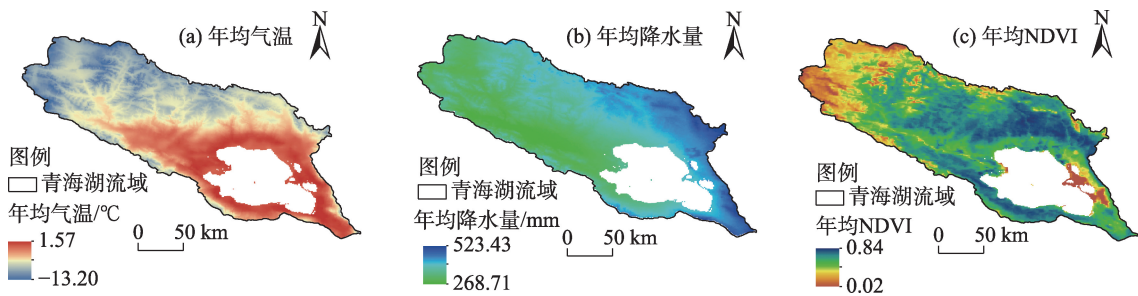 (a) 年均气温
N
图例
青海湖流域
年均气温/℃
1.57
−13.20
0 50 km
(b) 年均降水量
N
图例
青海湖流域
年均降水量/mm
523.43
268.71
0 50 km
(c) 年均NDVI
N
图例
青海湖流域
年均NDVI
0.84
0.02
0 50 km